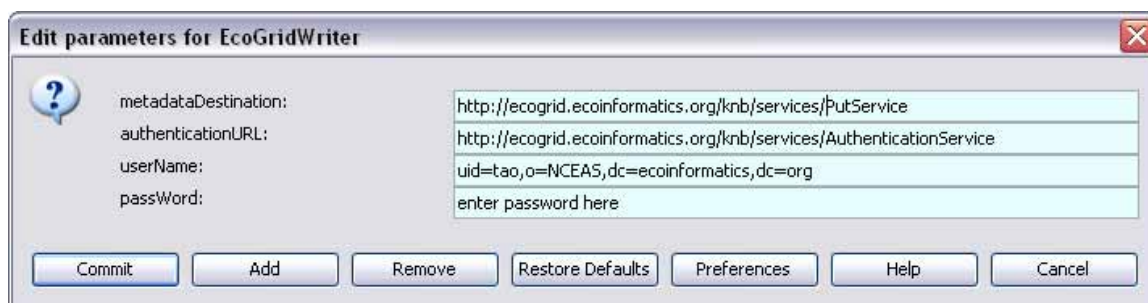 Edit parameters for EcoGridWriter
metadataDestination: http://ecogrid.ecoinformatics.org/knb/services/PutService
authenticationURL: http://ecogrid.ecoinformatics.org/knb/services/AuthenticationService
userName: uid=tao,o=NCEAS,dc=ecoinformatics,dc=org
passWord: enter password here
Commit Add Remove Restore Defaults Preferences Help Cancel